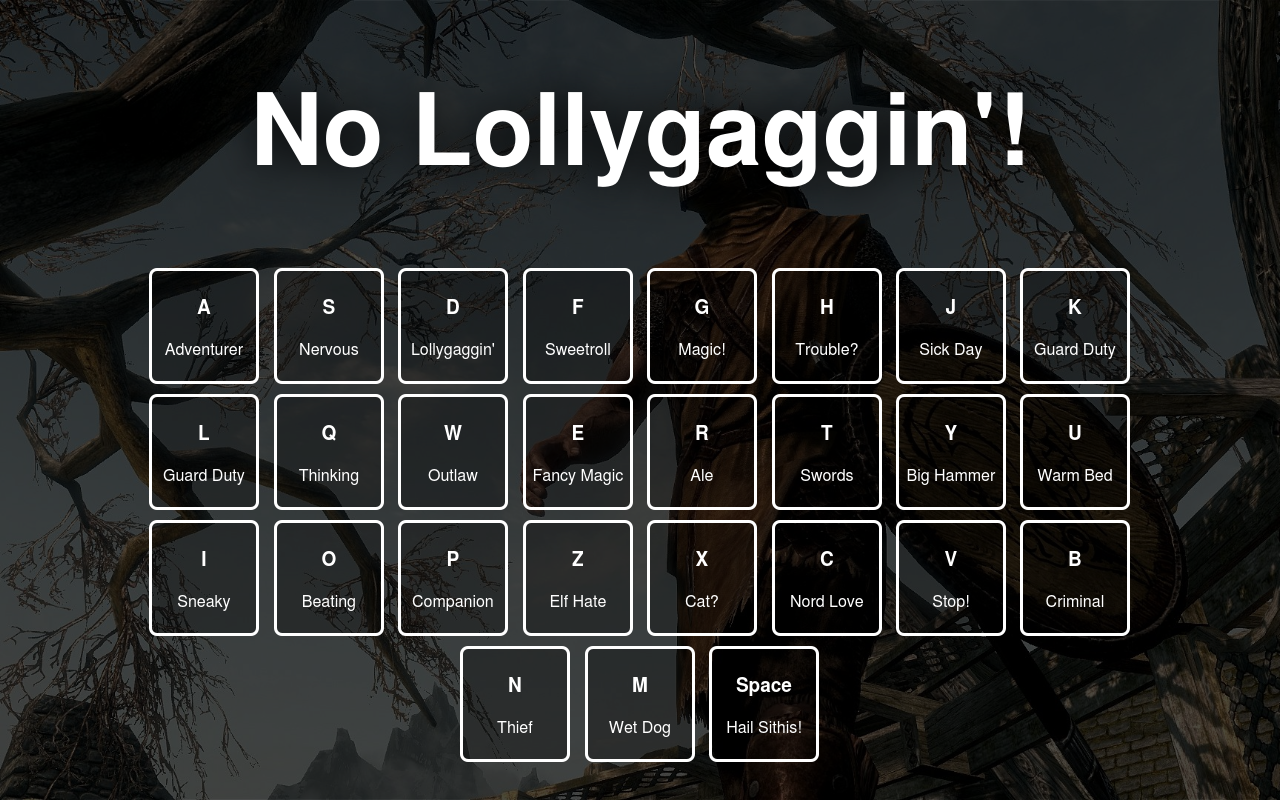 No Lollygaggin'!
A S D F G H J K
Adventurer Nervous Lollygaggin' Sweetroll Magic! Trouble? Sick Day Guard Duty
L Q W E R T Y U
Guard Duty Thinking Outlaw Fancy Magic Ale Swords Big Hammer Warm Bed
I O P Z X C V B
Sneaky Beating Companion Elf Hate Cat? Nord Love Stop! Criminal
N M Space
Thief Wet Dog Hail Sithis!